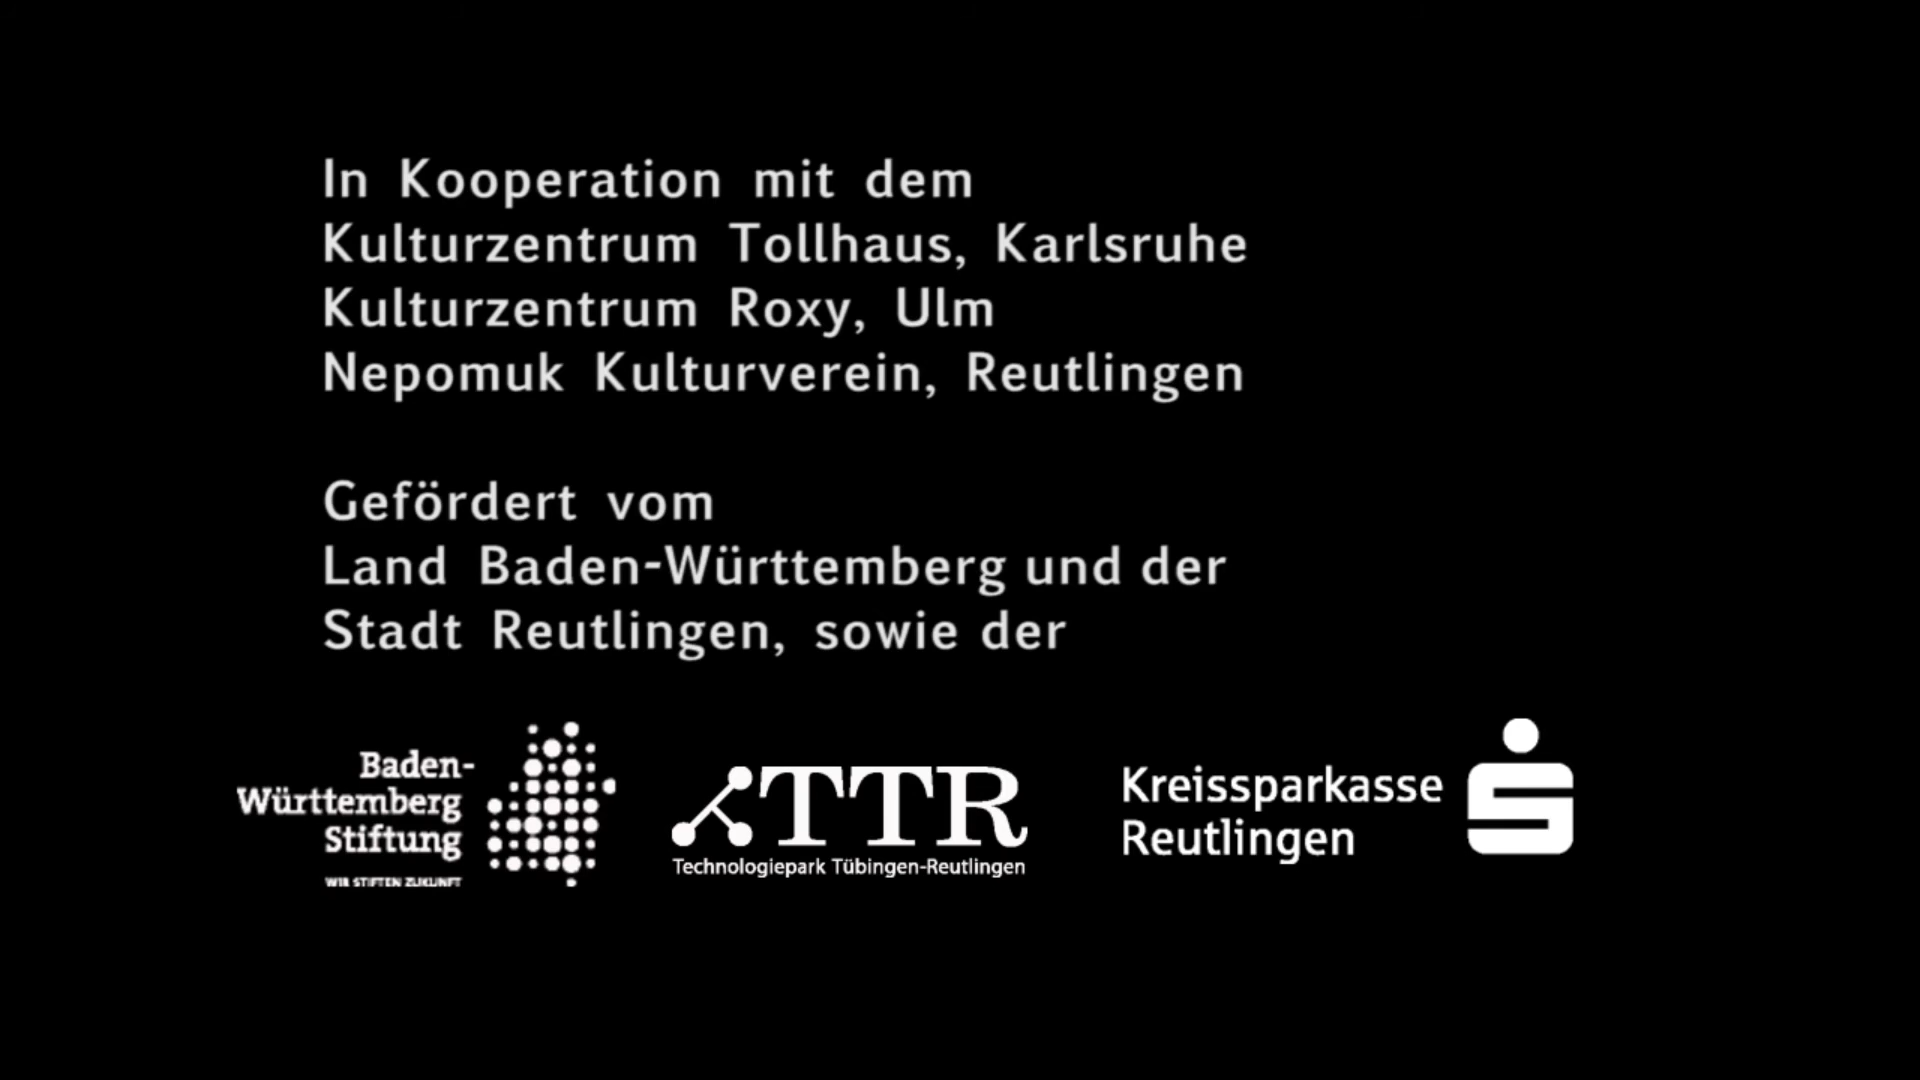 In Kooperation mit dem
Kulturzentrum Tollhaus, Karlsruhe
Kulturzentrum Roxy, Ulm
Nepomuk Kulturverein, Reutlingen
Gefördert vom
Land Baden-Württemberg und der
Stadt Reutlingen, sowie der
Baden-
Württemberg
Stiftung
WIR STIFTEN ZUKUNFT
TTR
Technologiepark Tübingen-Reutlingen
Kreissparkasse
Reutlingen